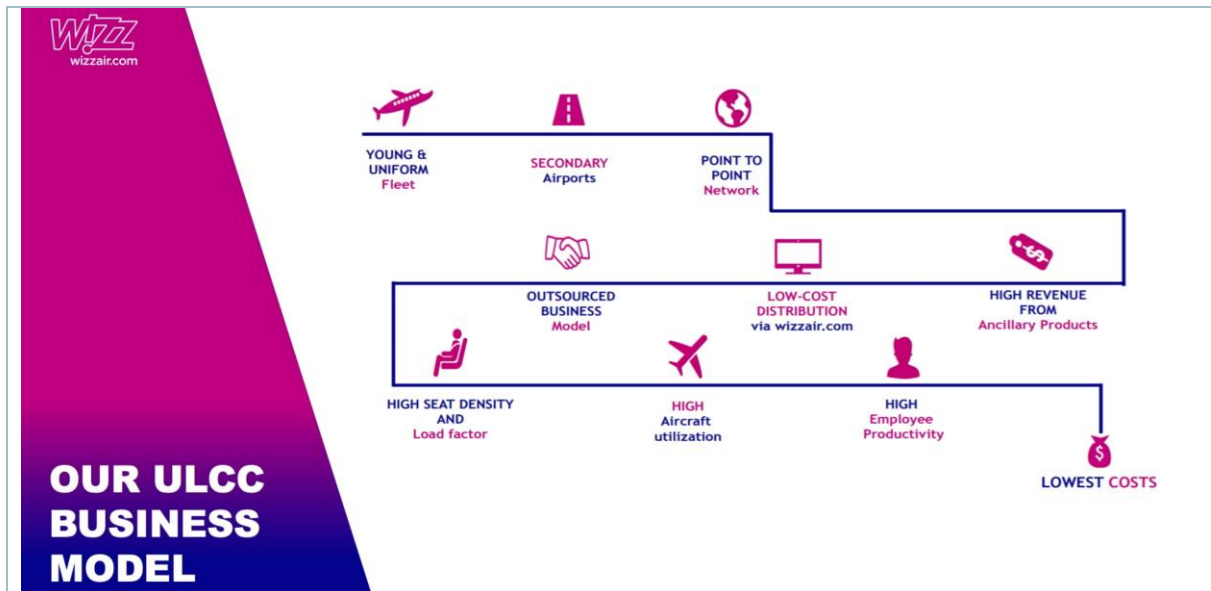 WIZZ
wizzair.com
YOUNG &
UNIFORM
Fleet
SECONDARY
Airports
POINT TO
POINT
Network
OUTSOURCED
BUSINESS
Model
LOW-COST
DISTRIBUTION
via wizzair.com
HIGH REVENUE
FROM
Ancillary Products
HIGH SEAT DENSITY
AND
Load factor
HIGH
Aircraft
utilization
HIGH
Employee
Productivity
$
LOWEST COSTS
OUR ULCC
BUSINESS
MODEL